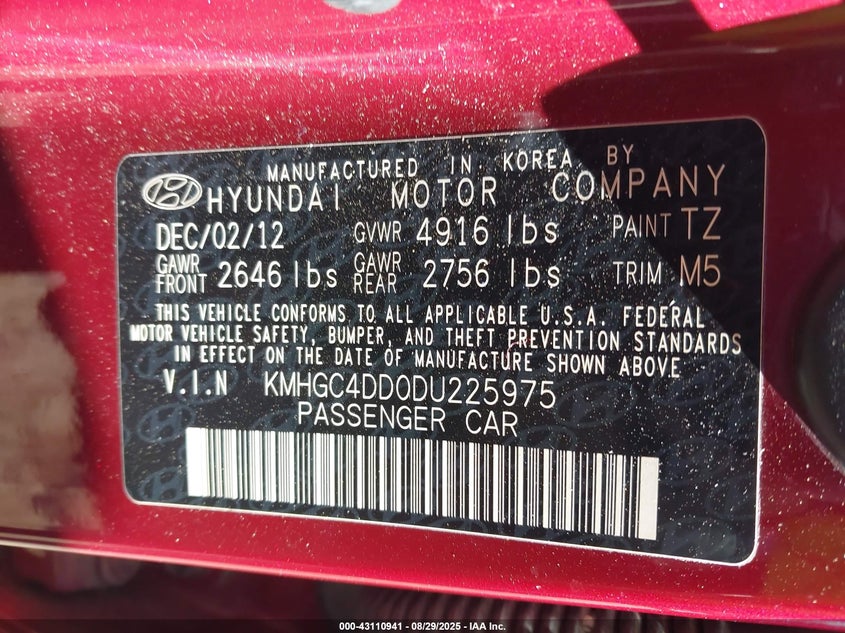 MANUFACTURED IN KOREA BY
HYUNDAI MOTOR COMPANY
DEC/02/12 GVWR 4916 lbs PAINT TZ
GAWR FRONT 2646 lbs GAWR REAR 2756 lbs TRIM M5
THIS VEHICLE CONFORMS TO ALL APPLICABLE U.S.A. FEDERAL
MOTOR VEHICLE SAFETY, BUMPER, AND THEFT PREVENTION STANDARDS
IN EFFECT ON THE DATE OF MANUFACTURE SHOWN ABOVE
V.I.N KMHGC4DD0DU225975
PASSENGER CAR
000-43110941 - 08/29/2025 - IAA Inc.